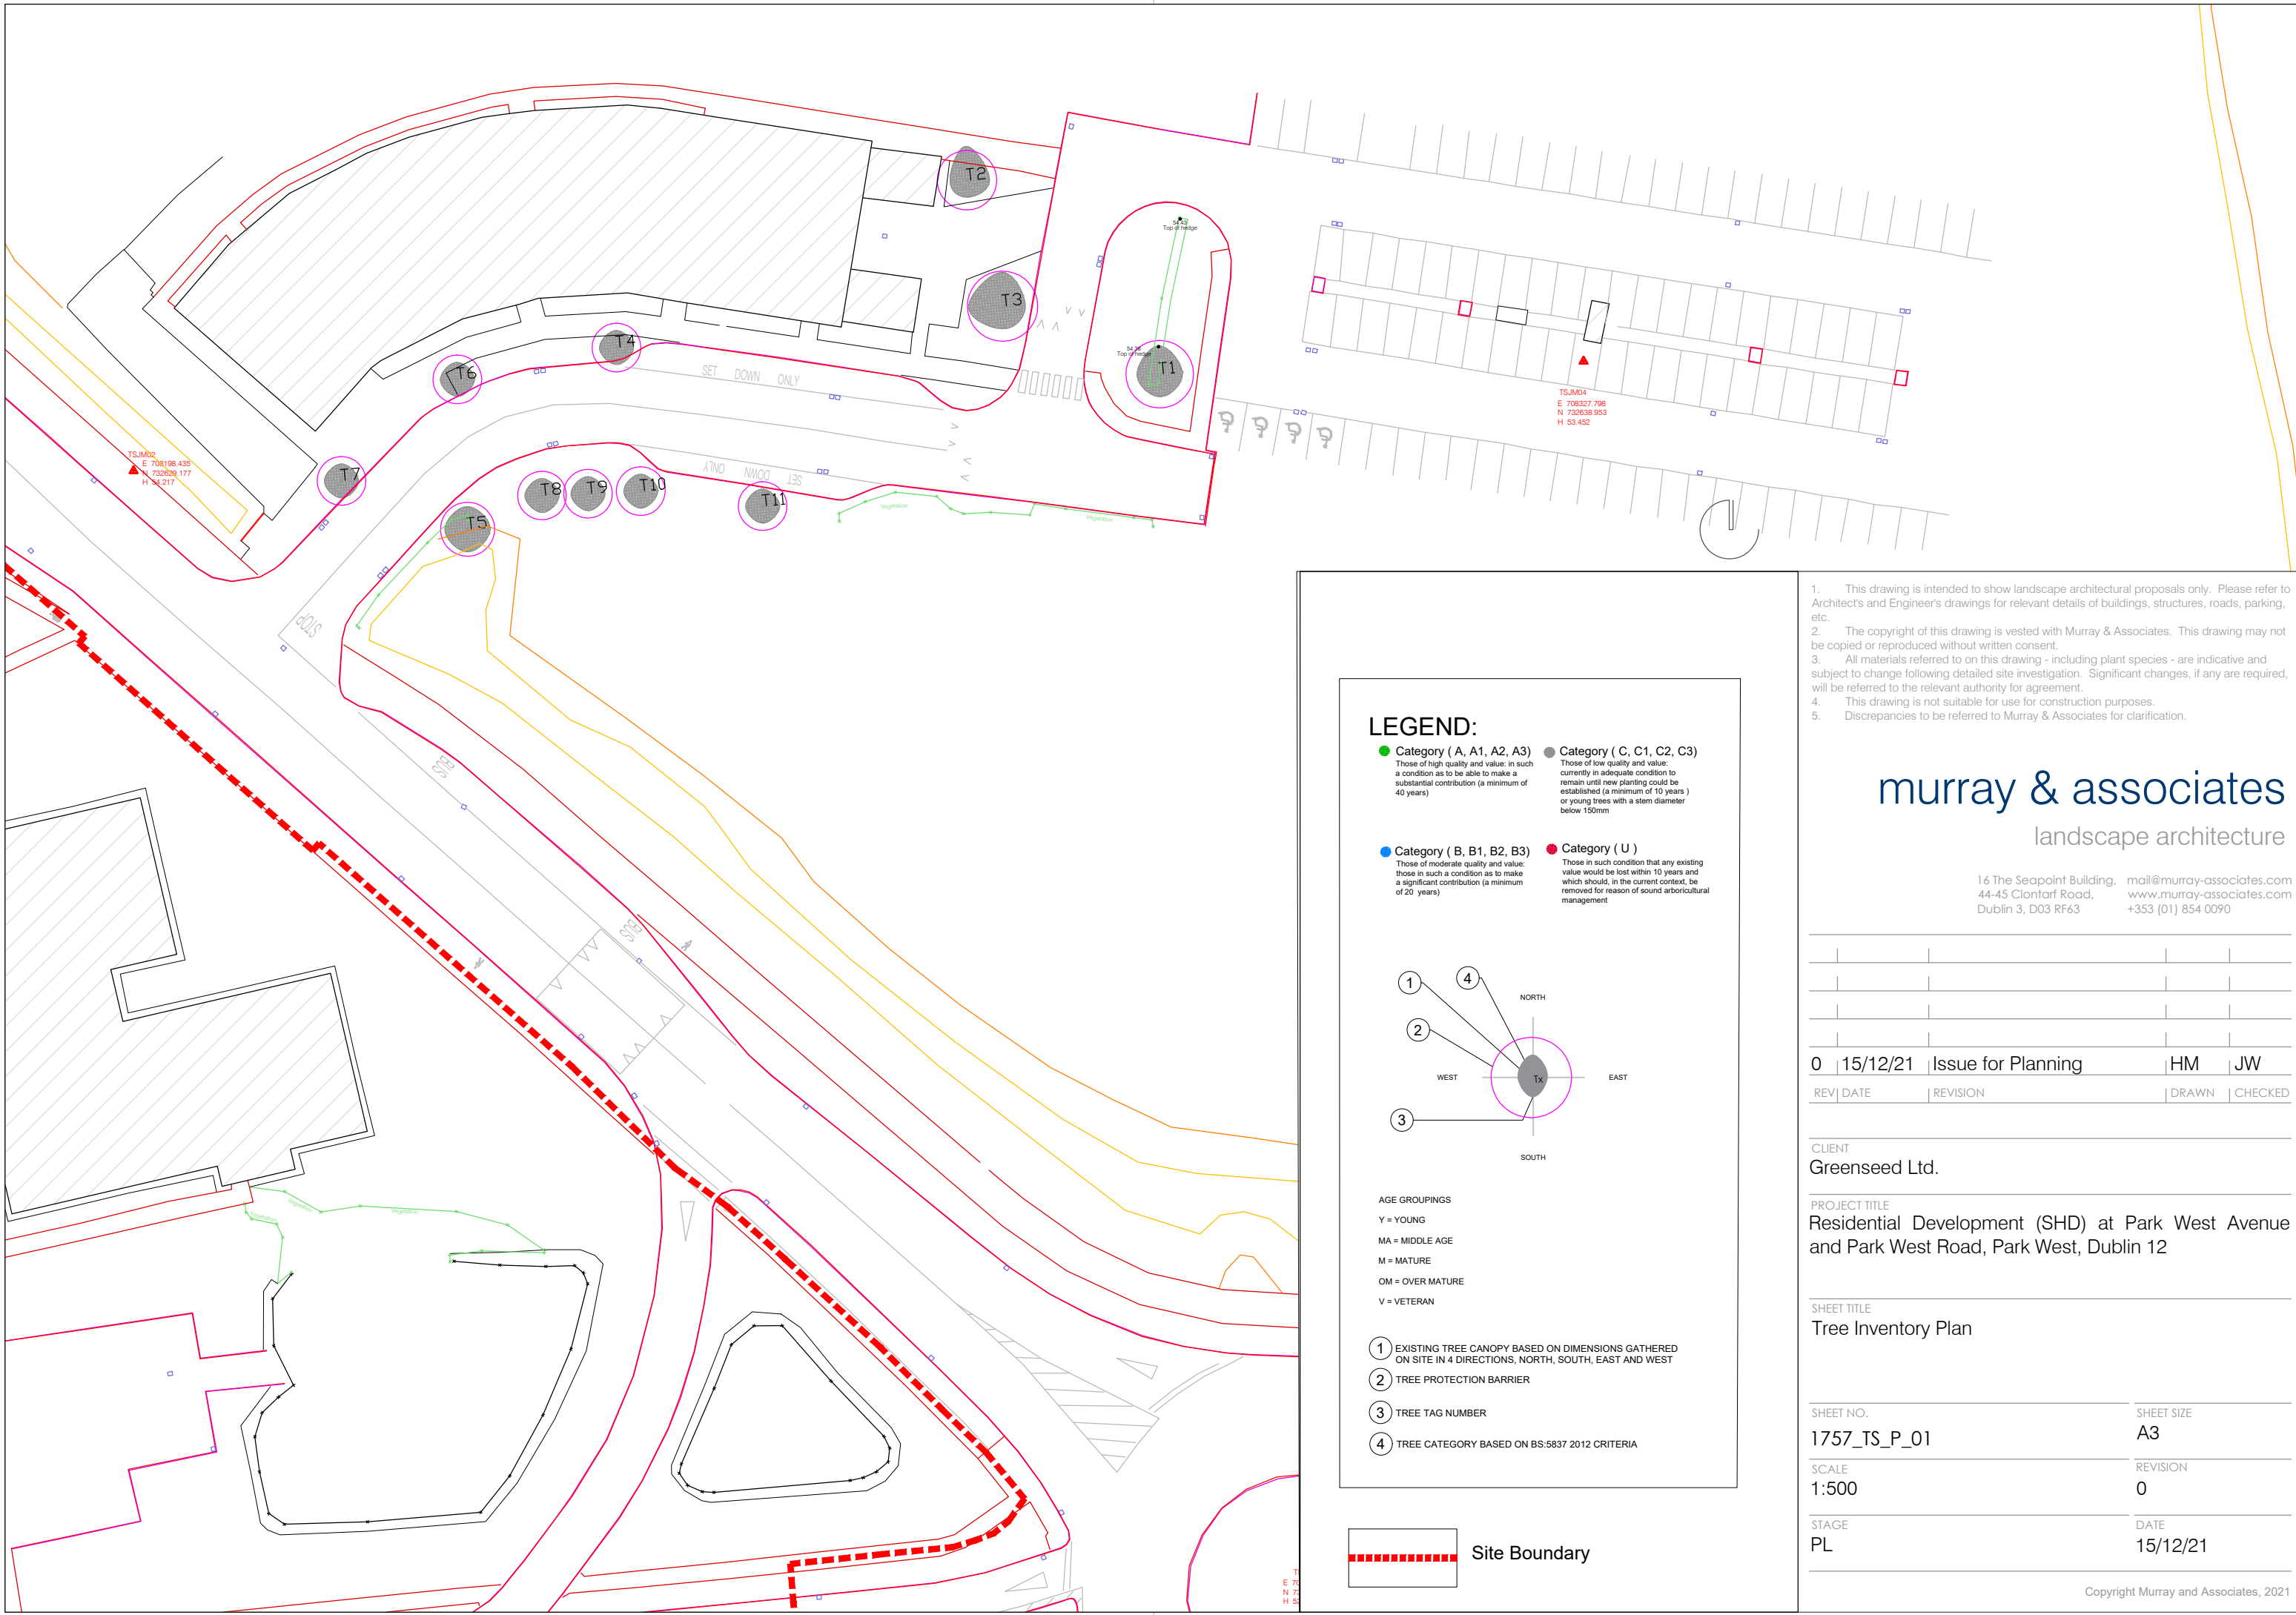 T2
54.43
Top of hedge
T3
54.38
Top of hedge
T1
T4
T6
SET DOWN ONLY
TSJM04
E 708327.798
N 732638.953
H 53.452
TSJM02
E 708198.435
N 732629.177
H 54.217
T7
T8
T9
T10
T11
SET DOWN ONLY
Vegetation
Vegetation
T5
STOP
BUS
BUS
Vegetation
Vegetation
Vegetation
LEGEND:
Category ( A, A1, A2, A3)
Those of high quality and value: in such
a condition as to be able to make a
substantial contribution (a minimum of
40 years)
Category ( C, C1, C2, C3)
Those of low quality and value:
currently in adequate condition to
remain until new planting could be
established (a minimum of 10 years )
or young trees with a stem diameter
below 150mm
Category ( B, B1, B2, B3)
Those of moderate quality and value:
those in such a condition as to make
a significant contribution (a minimum
of 20 years)
Category ( U )
Those in such condition that any existing
value would be lost within 10 years and
which should, in the current context, be
removed for reason of sound arboricultural
management
1
4
2
3
NORTH
WEST
Tx
EAST
SOUTH
AGE GROUPINGS
Y = YOUNG
MA = MIDDLE AGE
M = MATURE
OM = OVER MATURE
V = VETERAN
1 EXISTING TREE CANOPY BASED ON DIMENSIONS GATHERED
ON SITE IN 4 DIRECTIONS, NORTH, SOUTH, EAST AND WEST
2 TREE PROTECTION BARRIER
3 TREE TAG NUMBER
4 TREE CATEGORY BASED ON BS:5837 2012 CRITERIA
Site Boundary
1. This drawing is intended to show landscape architectural proposals only. Please refer to
Architect's and Engineer's drawings for relevant details of buildings, structures, roads, parking,
etc.
2. The copyright of this drawing is vested with Murray & Associates. This drawing may not
be copied or reproduced without written consent.
3. All materials referred to on this drawing - including plant species - are indicative and
subject to change following detailed site investigation. Significant changes, if any are required,
will be referred to the relevant authority for agreement.
4. This drawing is not suitable for use for construction purposes.
5. Discrepancies to be referred to Murray & Associates for clarification.
murray & associates
landscape architecture
16 The Seapoint Building, mail@murray-associates.com
44-45 Clontarf Road, www.murray-associates.com
Dublin 3, D03 RF63 +353 (01) 854 0090
0 15/12/21 Issue for Planning HM JW
REV DATE REVISION DRAWN CHECKED
CLIENT
Greenseed Ltd.
PROJECT TITLE
Residential Development (SHD) at Park West Avenue
and Park West Road, Park West, Dublin 12
SHEET TITLE
Tree Inventory Plan
SHEET NO. SHEET SIZE
1757_TS_P_01 A3
SCALE REVISION
1:500 0
STAGE DATE
PL 15/12/21
Copyright Murray and Associates, 2021